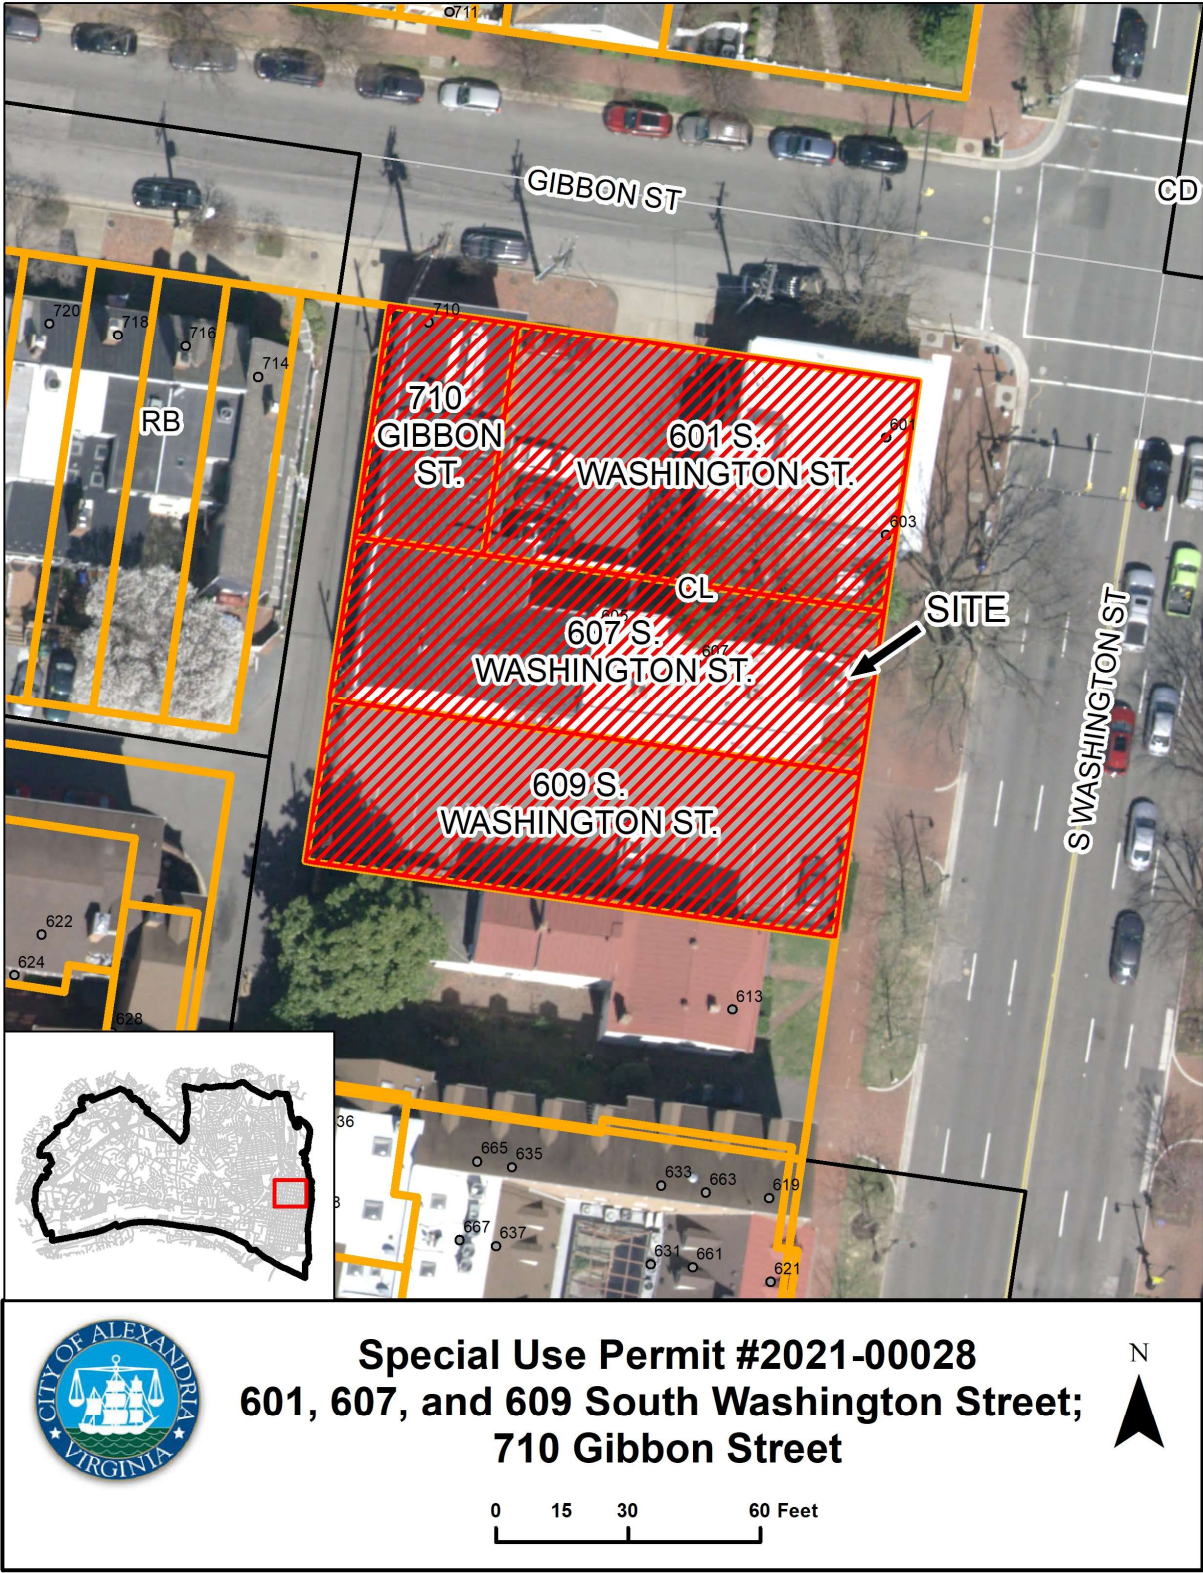 711
GIBBON ST
CD
720
718
716
714
RB
710
710
GIBBON
ST.
601
601 S.
WASHINGTON ST.
603
CL
605
607 S.
607
WASHINGTON ST.
SITE
S WASHINGTON ST
609 S.
WASHINGTON ST.
622
624
628
613
36
665
635
633
663
619
667
637
631
661
621
CITY OF ALEXANDRIA
VIRGINIA
Special Use Permit #2021-00028
601, 607, and 609 South Washington Street;
710 Gibbon Street
N
0 15 30 60 Feet